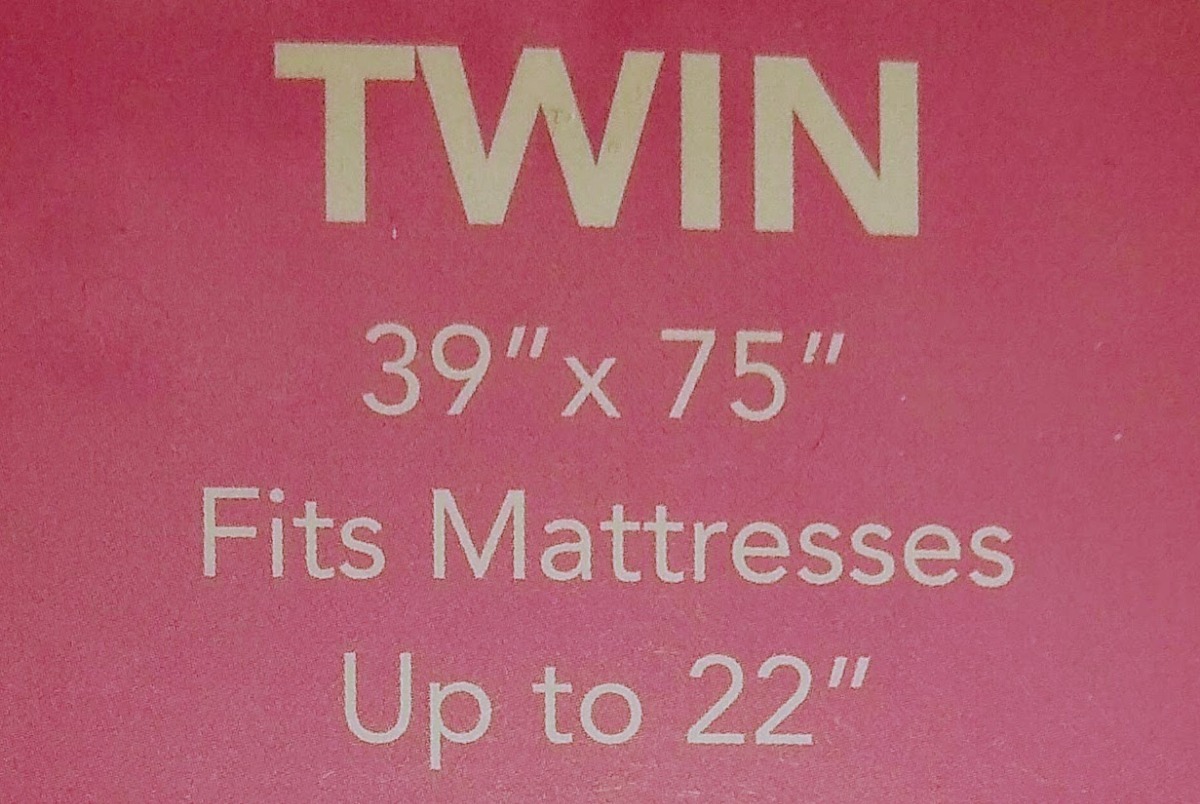 TWIN
39″x 75″
Fits Mattresses
Up to 22″